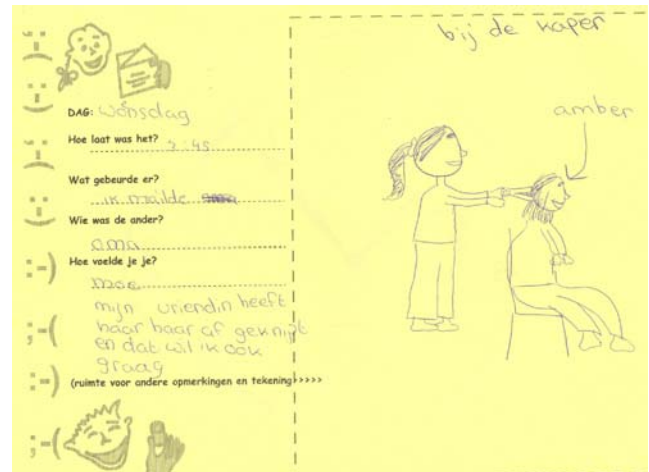 DAG: wonsdag
Hoe laat was het? 7:45
Wat gebeurde er?
ik mailde
Wie was de ander?
oma
Hoe voelde je je?
moe
mijn vriendin heeft
haar haar af geknipt
en dat wil ik ook
graag
(ruimte voor andere opmerkingen en tekening>>>>>
bij de kaper
amber